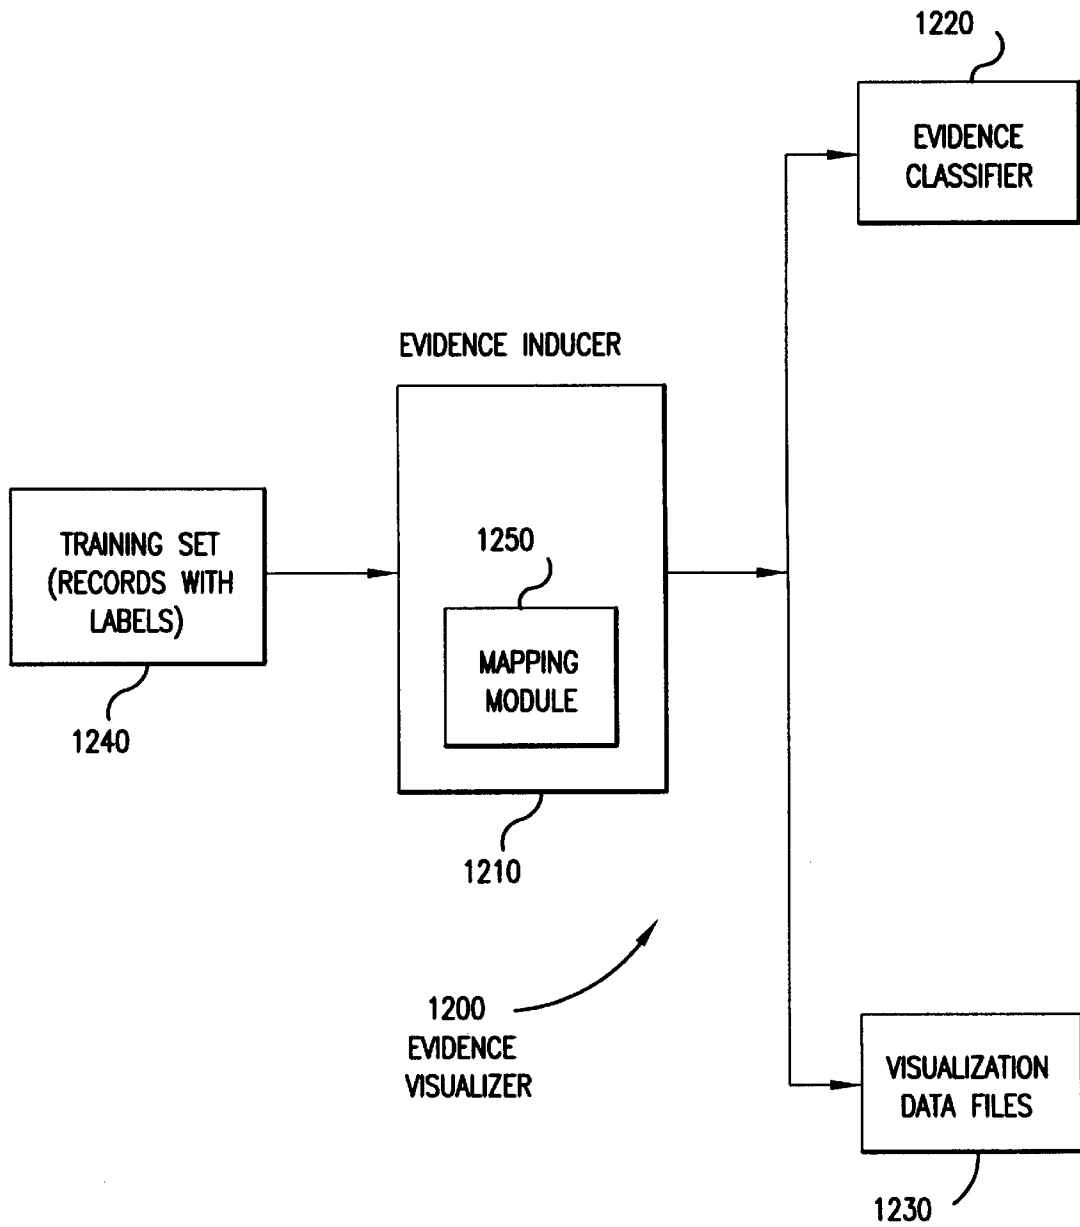 1220
EVIDENCE
CLASSIFIER
EVIDENCE INDUCER
TRAINING SET
(RECORDS WITH
LABELS)
1240
1250
MAPPING
MODULE
1210
1200
EVIDENCE
VISUALIZER
VISUALIZATION
DATA FILES
1230